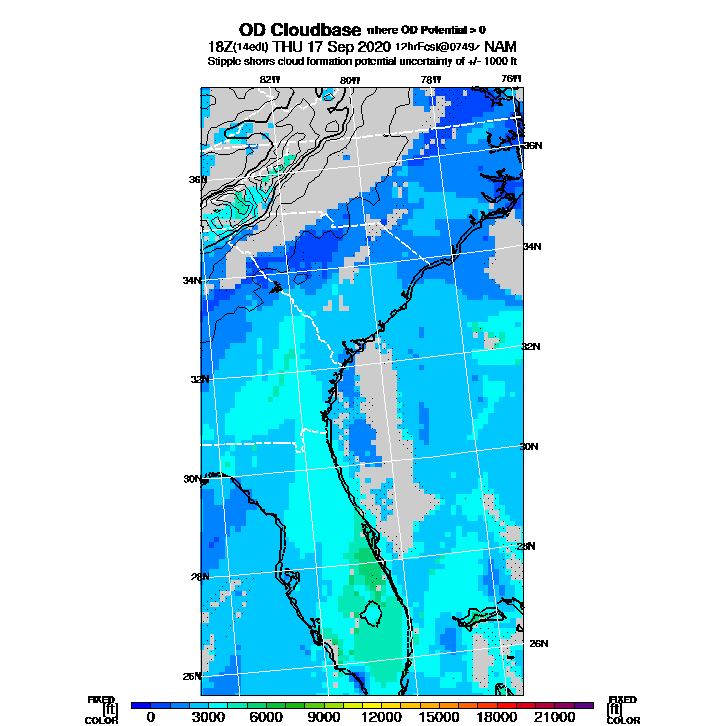 OD Cloudbase where OD Potential > 0
18Z(14edt) THU 17 Sep 2020 12hrFcst@0749z NAM
Stipple shows cloud formation potential uncertainty of +/- 1000 ft
82W 80W 78W 76W
36N
36N
34N
34N
32N
32N
30N
30N
28N
28N
26N
26N
FIXED FIXED
[ft] [ft]
COLOR COLOR
0 3000 6000 9000 12000 15000 18000 21000